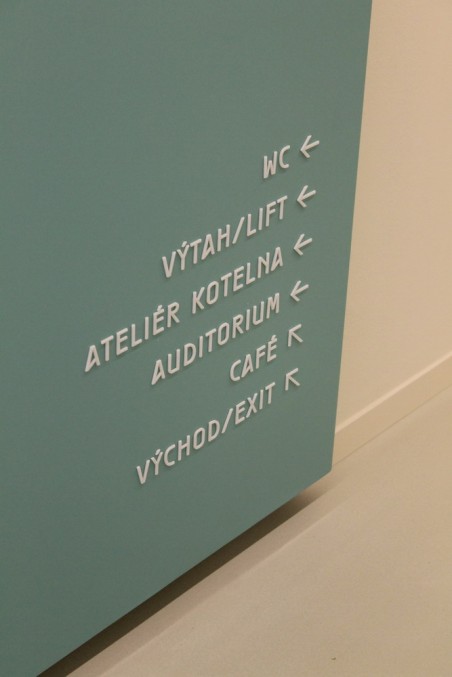 WC ←
VÝTAH/LIFT ←
ATELIÉR KOTELNA ←
AUDITORIUM ←
CAFÉ ↖
VÝCHOD/EXIT ↖